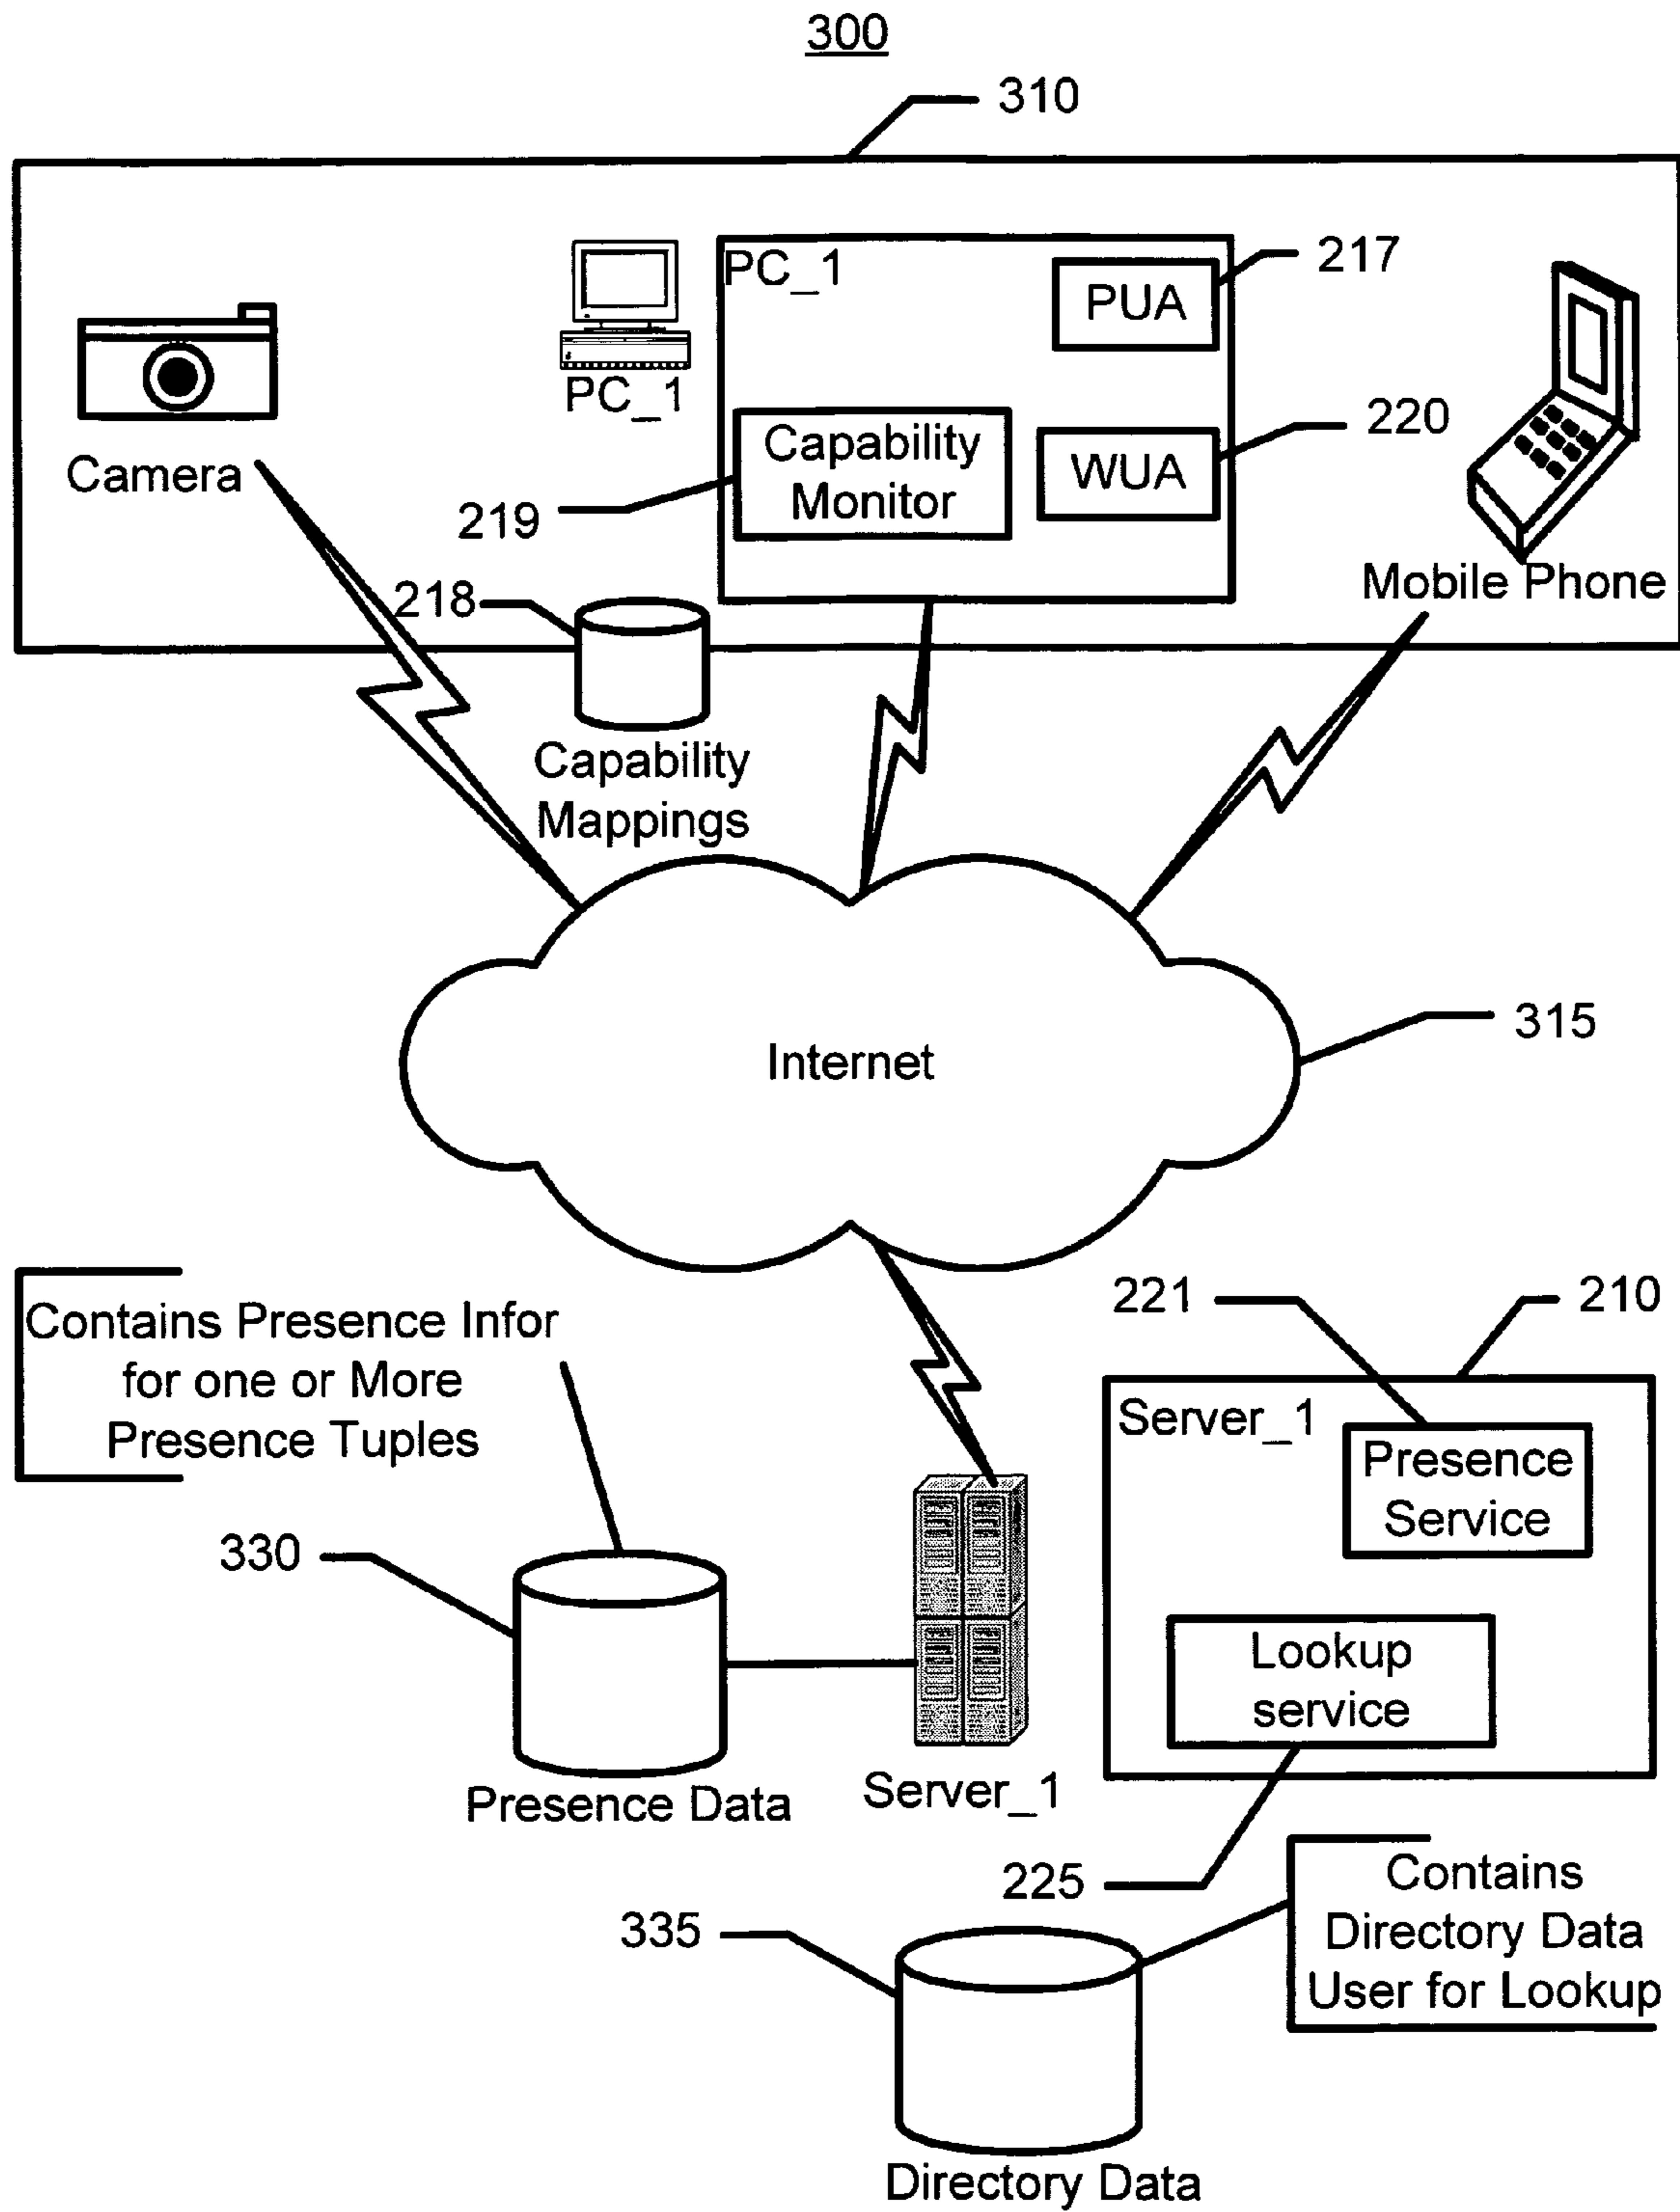 300
310
PC_1
PUA
217
PC_1
Capability
Monitor
WUA
220
Camera
219
218
Mobile Phone
Capability
Mappings
Internet
315
Contains Presence Infor
for one or More
Presence Tuples
221
210
Server_1
Presence
Service
330
Lookup
service
Presence Data
Server_1
225
Contains
Directory Data
User for Lookup
335
Directory Data